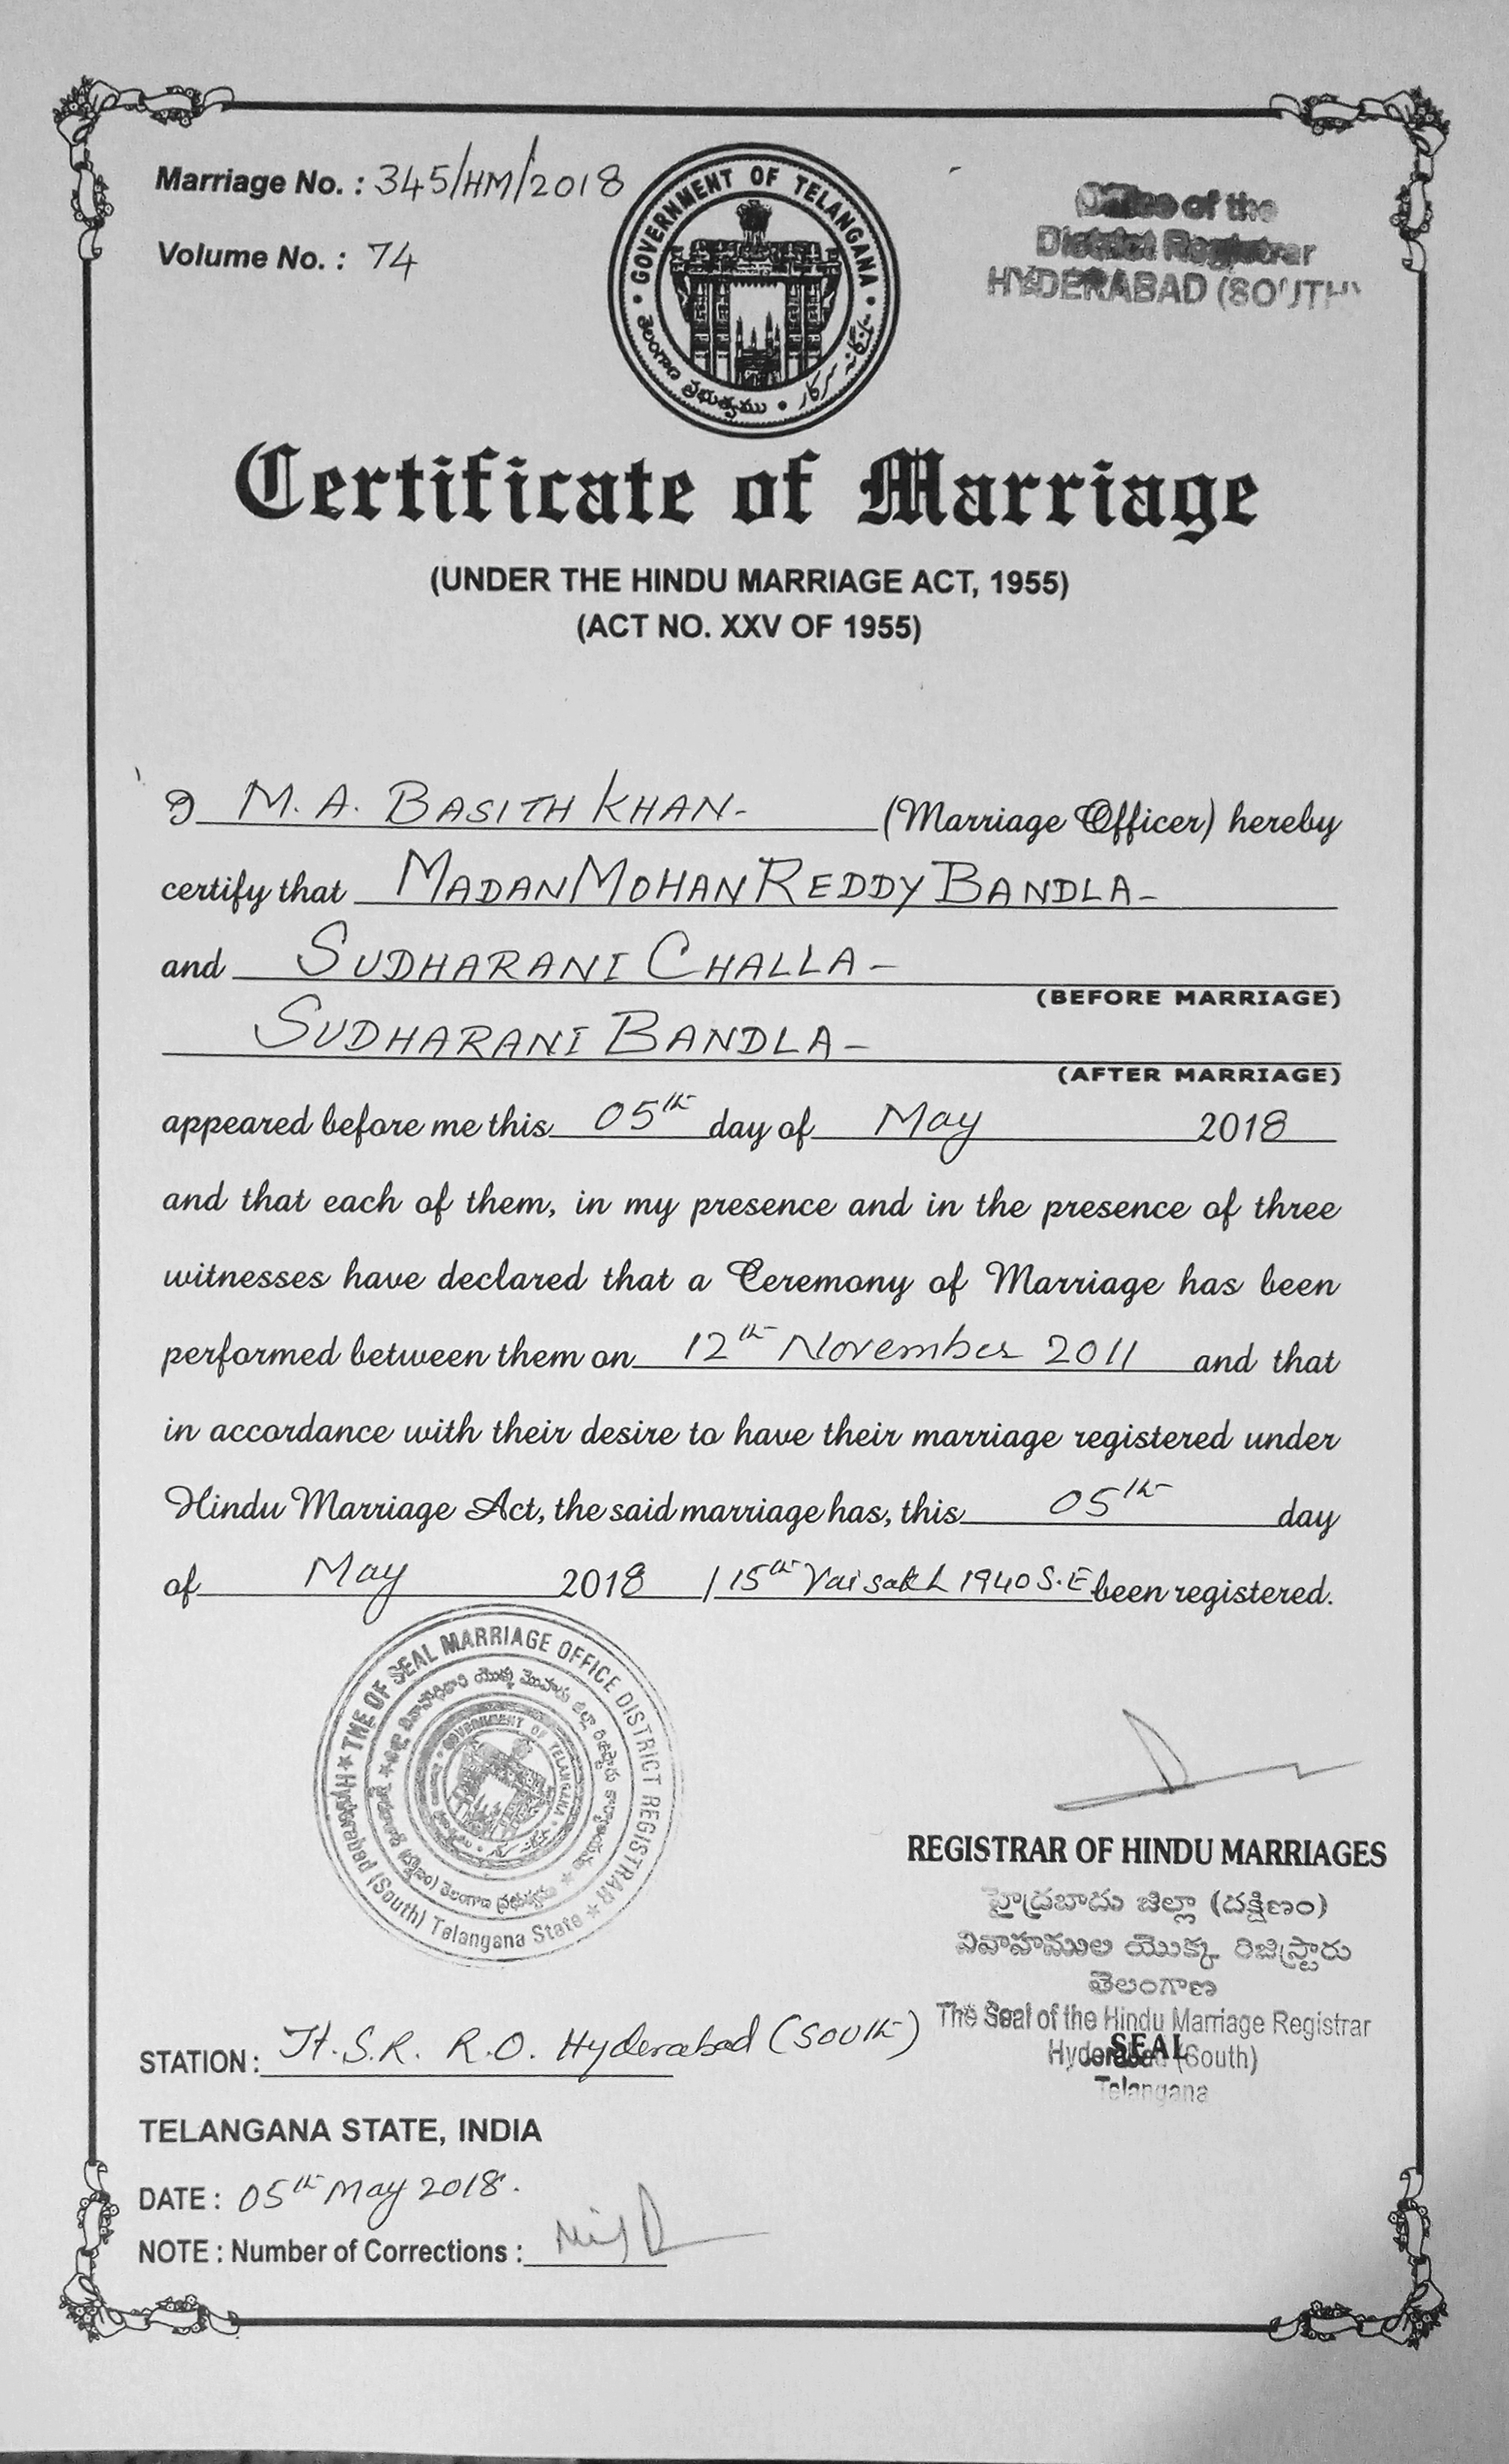 Marriage No. : 345/HM/2018
Volume No. : 74
GOVERNMENT OF TELANGANA
తెలంగాణ ప్రభుత్వము
تلنگانہ سرکار
Office of the
District Registrar
HYDERABAD (SOUTH)
Certificate of Marriage
(UNDER THE HINDU MARRIAGE ACT, 1955)
(ACT NO. XXV OF 1955)
I M. A. BASITH KHAN- (Marriage Officer) hereby
certify that MADAN MOHAN REDDY BANDLA-
and SUDHARANI CHALLA-
(BEFORE MARRIAGE)
SUDHARANI BANDLA-
(AFTER MARRIAGE)
appeared before me this 05th day of May 2018
and that each of them, in my presence and in the presence of three
witnesses have declared that a Ceremony of Marriage has been
performed between them on 12th November 2011 and that
in accordance with their desire to have their marriage registered under
Hindu Marriage Act, the said marriage has, this 05th day
of May 2018 / 15th Vaisakh 1940 S.E been registered.
THE OF SEAL MARRIAGE OFFICE DISTRICT REGISTRAR
Hyderabad (South) Telangana State
GOVERNMENT OF TELANGANA
REGISTRAR OF HINDU MARRIAGES
హైద్రబాదు జిల్లా (దక్షిణం)
వివాహముల యొక్క రిజిస్ట్రారు
తెలంగాణ
The Seal of the Hindu Marriage Registrar
SEAL
Hyderabad (South)
Telangana
STATION : Jt. S.R. R.O. Hyderabad (South)
TELANGANA STATE, INDIA
DATE : 05th May 2018.
NOTE : Number of Corrections : Nil